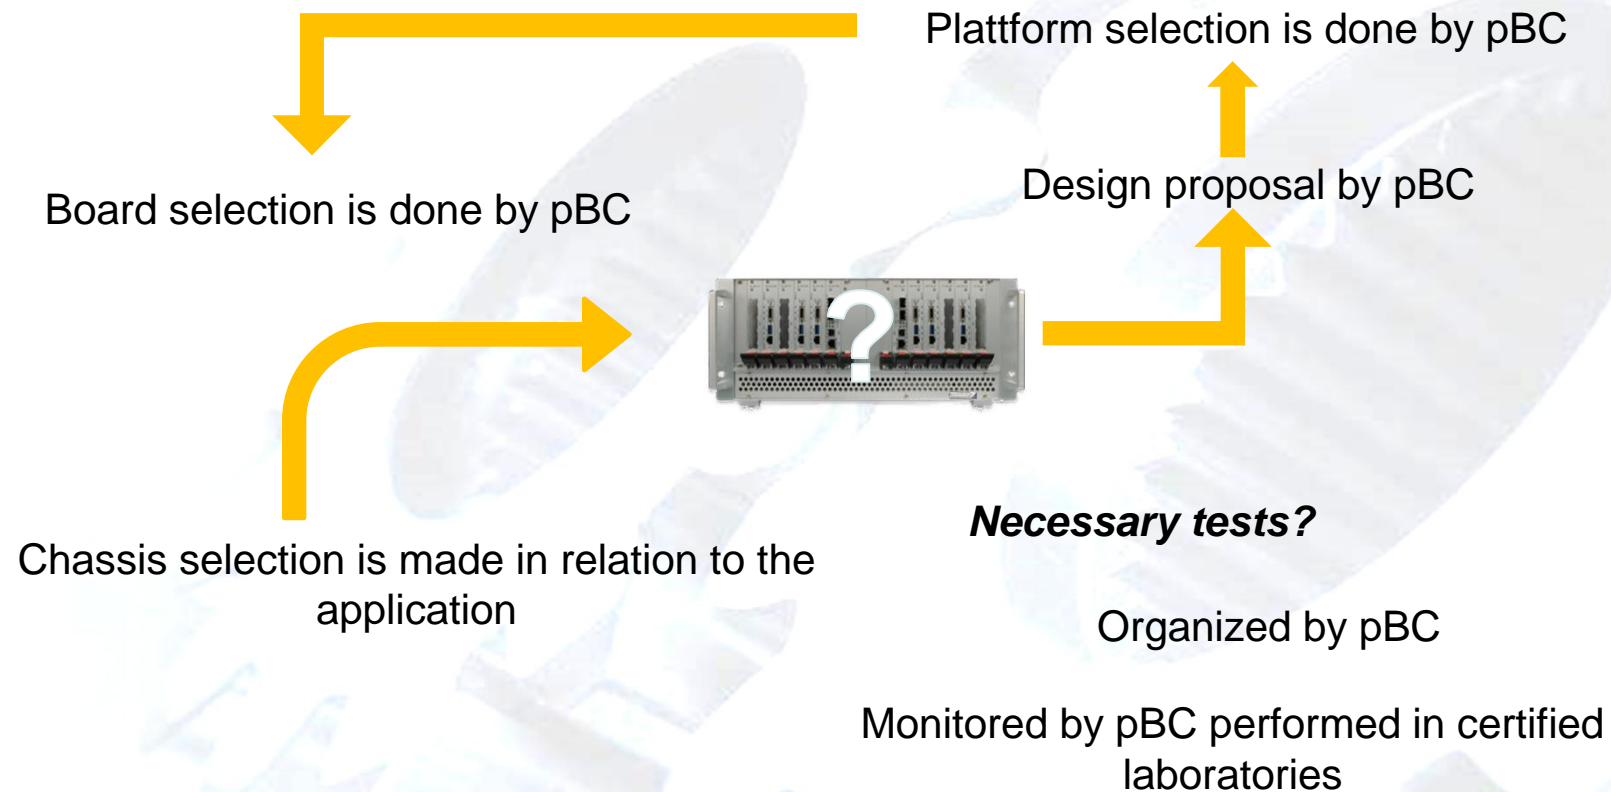 Plattform selection is done by pBC
Design proposal by pBC
Board selection is done by pBC
?
Chassis selection is made in relation to the
application
Necessary tests?
Organized by pBC
Monitored by pBC performed in certified
laboratories